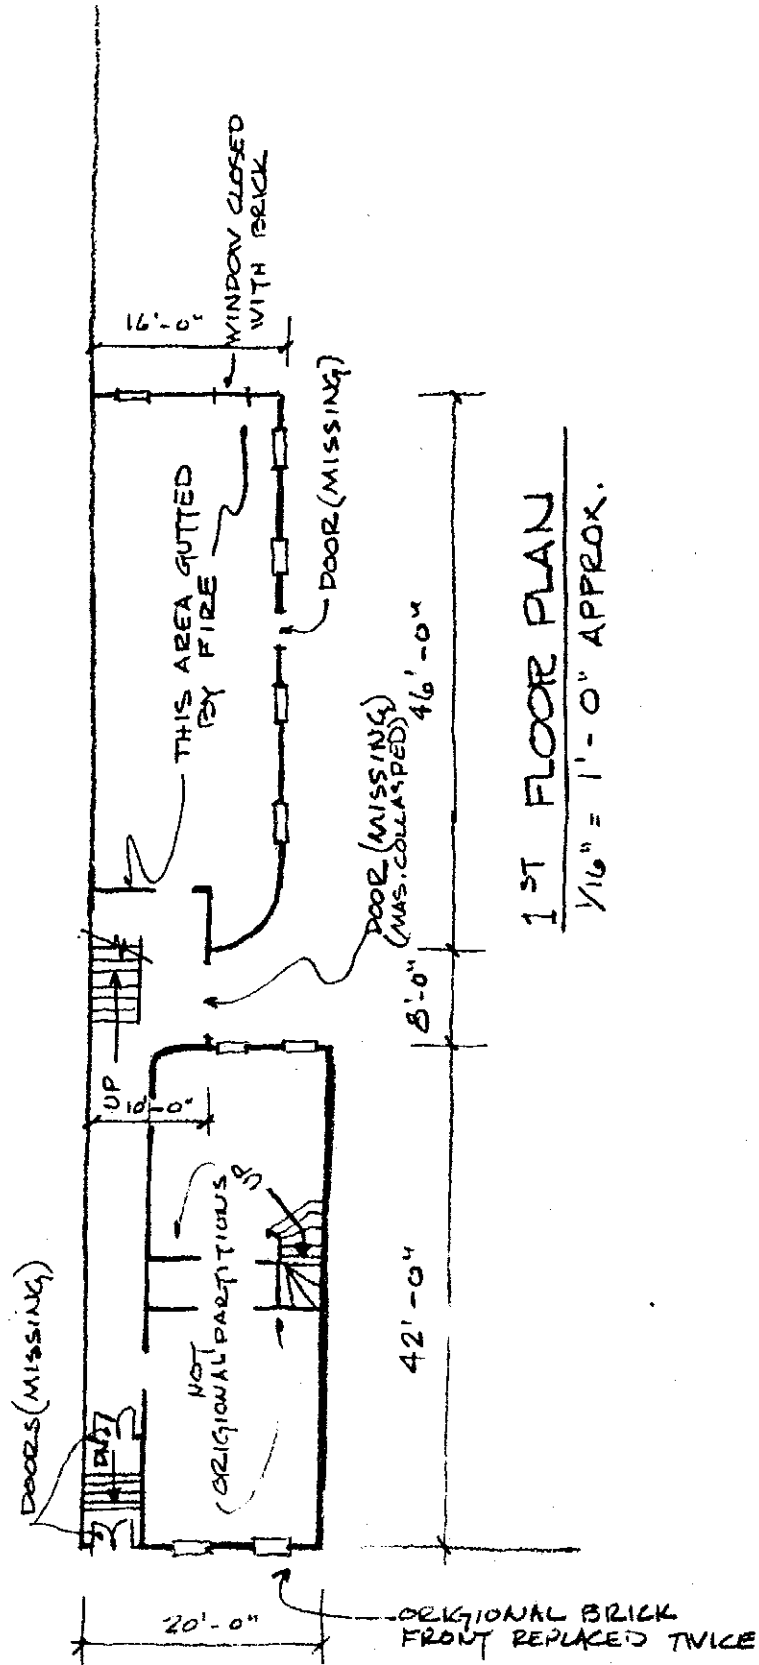 16'-0"
WINDOW CLOSED
WITH BRICK
THIS AREA GUTTED
BY FIRE
DOOR (MISSING)
46'-0"
DOOR (MISSING)
(MAS. COLLASPED)
8'-0"
UP
10'-0"
UP
NOT
ORIGIONAL PARTITIONS
42'-0"
DOORS (MISSING)
DN
20'-0"
ORIGIONAL BRICK
FRONT REPLACED TWICE
1ST FLOOR PLAN
1/16" = 1'-0" APPROX.